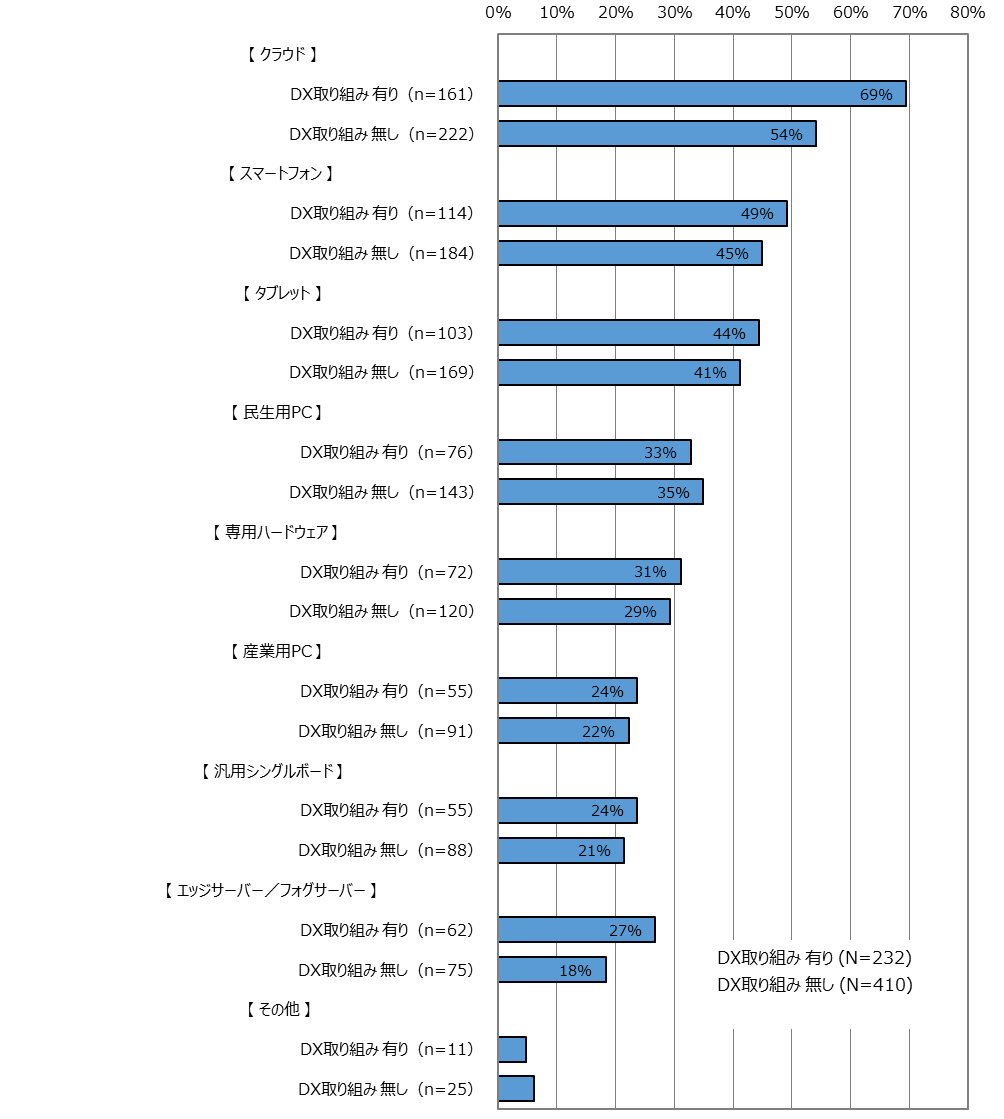 0% 10% 20% 30% 40% 50% 60% 70% 80%
【 クラウド 】
DX取り組み 有り（n=161） 69%
DX取り組み 無し（n=222） 54%
【 スマートフォン 】
DX取り組み 有り（n=114） 49%
DX取り組み 無し（n=184） 45%
【 タブレット 】
DX取り組み 有り（n=103） 44%
DX取り組み 無し（n=169） 41%
【 民生用PC 】
DX取り組み 有り（n=76） 33%
DX取り組み 無し（n=143） 35%
【 専用ハードウェア 】
DX取り組み 有り（n=72） 31%
DX取り組み 無し（n=120） 29%
【 産業用PC 】
DX取り組み 有り（n=55） 24%
DX取り組み 無し（n=91） 22%
【 汎用シングルボード 】
DX取り組み 有り（n=55） 24%
DX取り組み 無し（n=88） 21%
【 エッジサーバー／フォグサーバー 】
DX取り組み 有り（n=62） 27%
DX取り組み 無し（n=75） 18%
DX取り組み 有り (N=232)
DX取り組み 無し (N=410)
【 その他 】
DX取り組み 有り（n=11）
DX取り組み 無し（n=25）